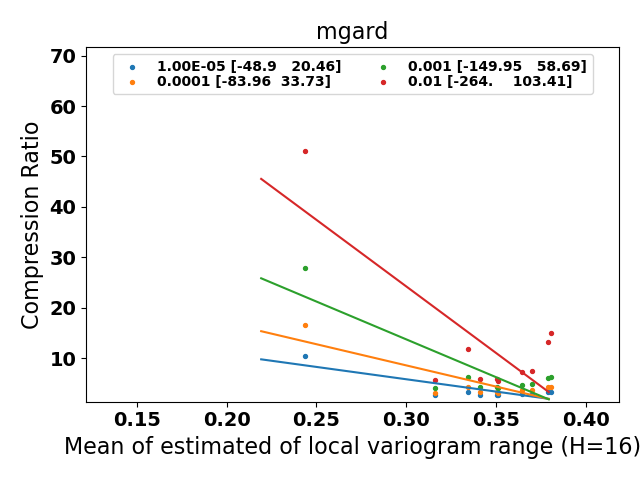 mgard
1.00E-05 [-48.9   20.46]
0.0001 [-83.96  33.73]
0.001 [-149.95   58.69]
0.01 [-264.    103.41]
Compression Ratio
70
60
50
40
30
20
10
0.15 0.20 0.25 0.30 0.35 0.40
Mean of estimated of local variogram range (H=16)